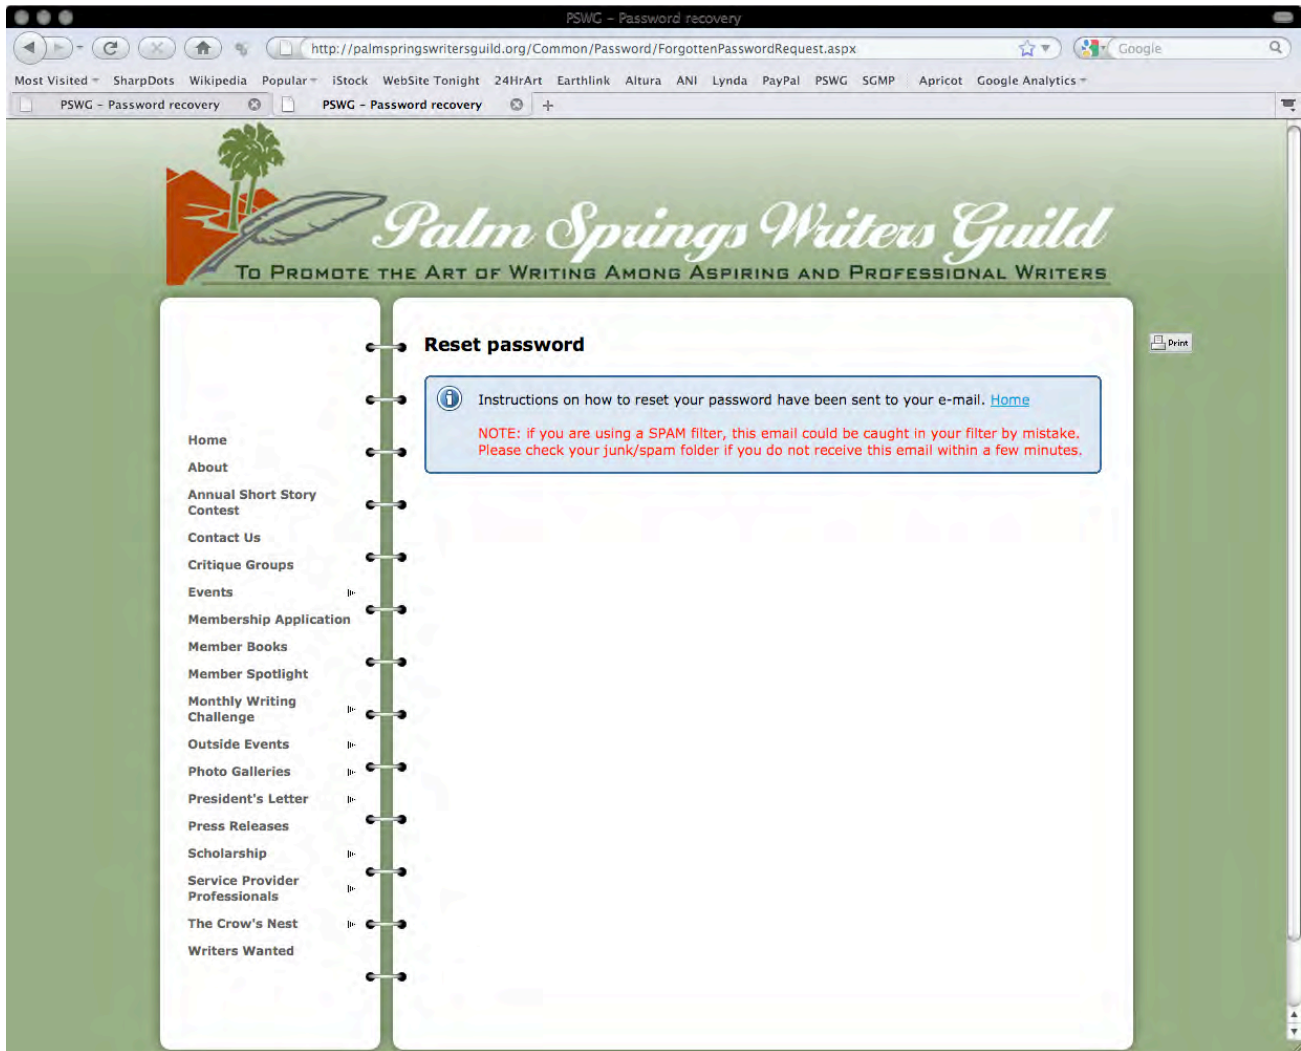 PSWG – Password recovery
http://palmspringswritersguild.org/Common/Password/ForgottenPasswordRequest.aspx
Google
Most Visited SharpDots Wikipedia Popular iStock WebSite Tonight 24HrArt Earthlink Altura ANI Lynda PayPal PSWG SGMP Apricot Google Analytics
PSWG – Password recovery PSWG – Password recovery
Palm Springs Writers Guild
To Promote the Art of Writing Among Aspiring and Professional Writers
Reset password
Print
Instructions on how to reset your password have been sent to your e-mail. Home
NOTE: if you are using a SPAM filter, this email could be caught in your filter by mistake.
Please check your junk/spam folder if you do not receive this email within a few minutes.
Home
About
Annual Short Story
Contest
Contact Us
Critique Groups
Events
Membership Application
Member Books
Member Spotlight
Monthly Writing
Challenge
Outside Events
Photo Galleries
President's Letter
Press Releases
Scholarship
Service Provider
Professionals
The Crow's Nest
Writers Wanted